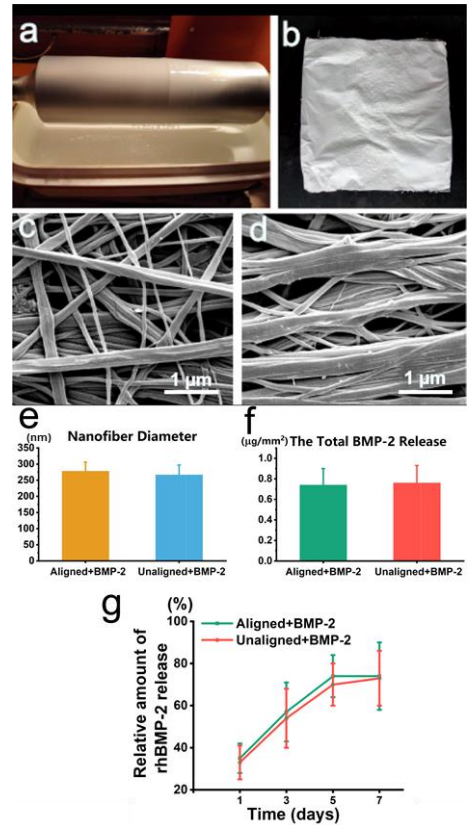 a
b
c
d
1 μm
1 μm
e
(nm) Nanofiber Diameter
350
300
250
200
150
100
50
0
Aligned+BMP-2 Unaligned+BMP-2
f
(μg/mm²) The Total BMP-2 Release
1.0
0.8
0.6
0.4
0.2
0.0
Aligned+BMP-2 Unaligned+BMP-2
g
(%)
Aligned+BMP-2
Unaligned+BMP-2
Relative amount of
rhBMP-2 release
100
80
60
40
20
1 3 5 7
Time (days)